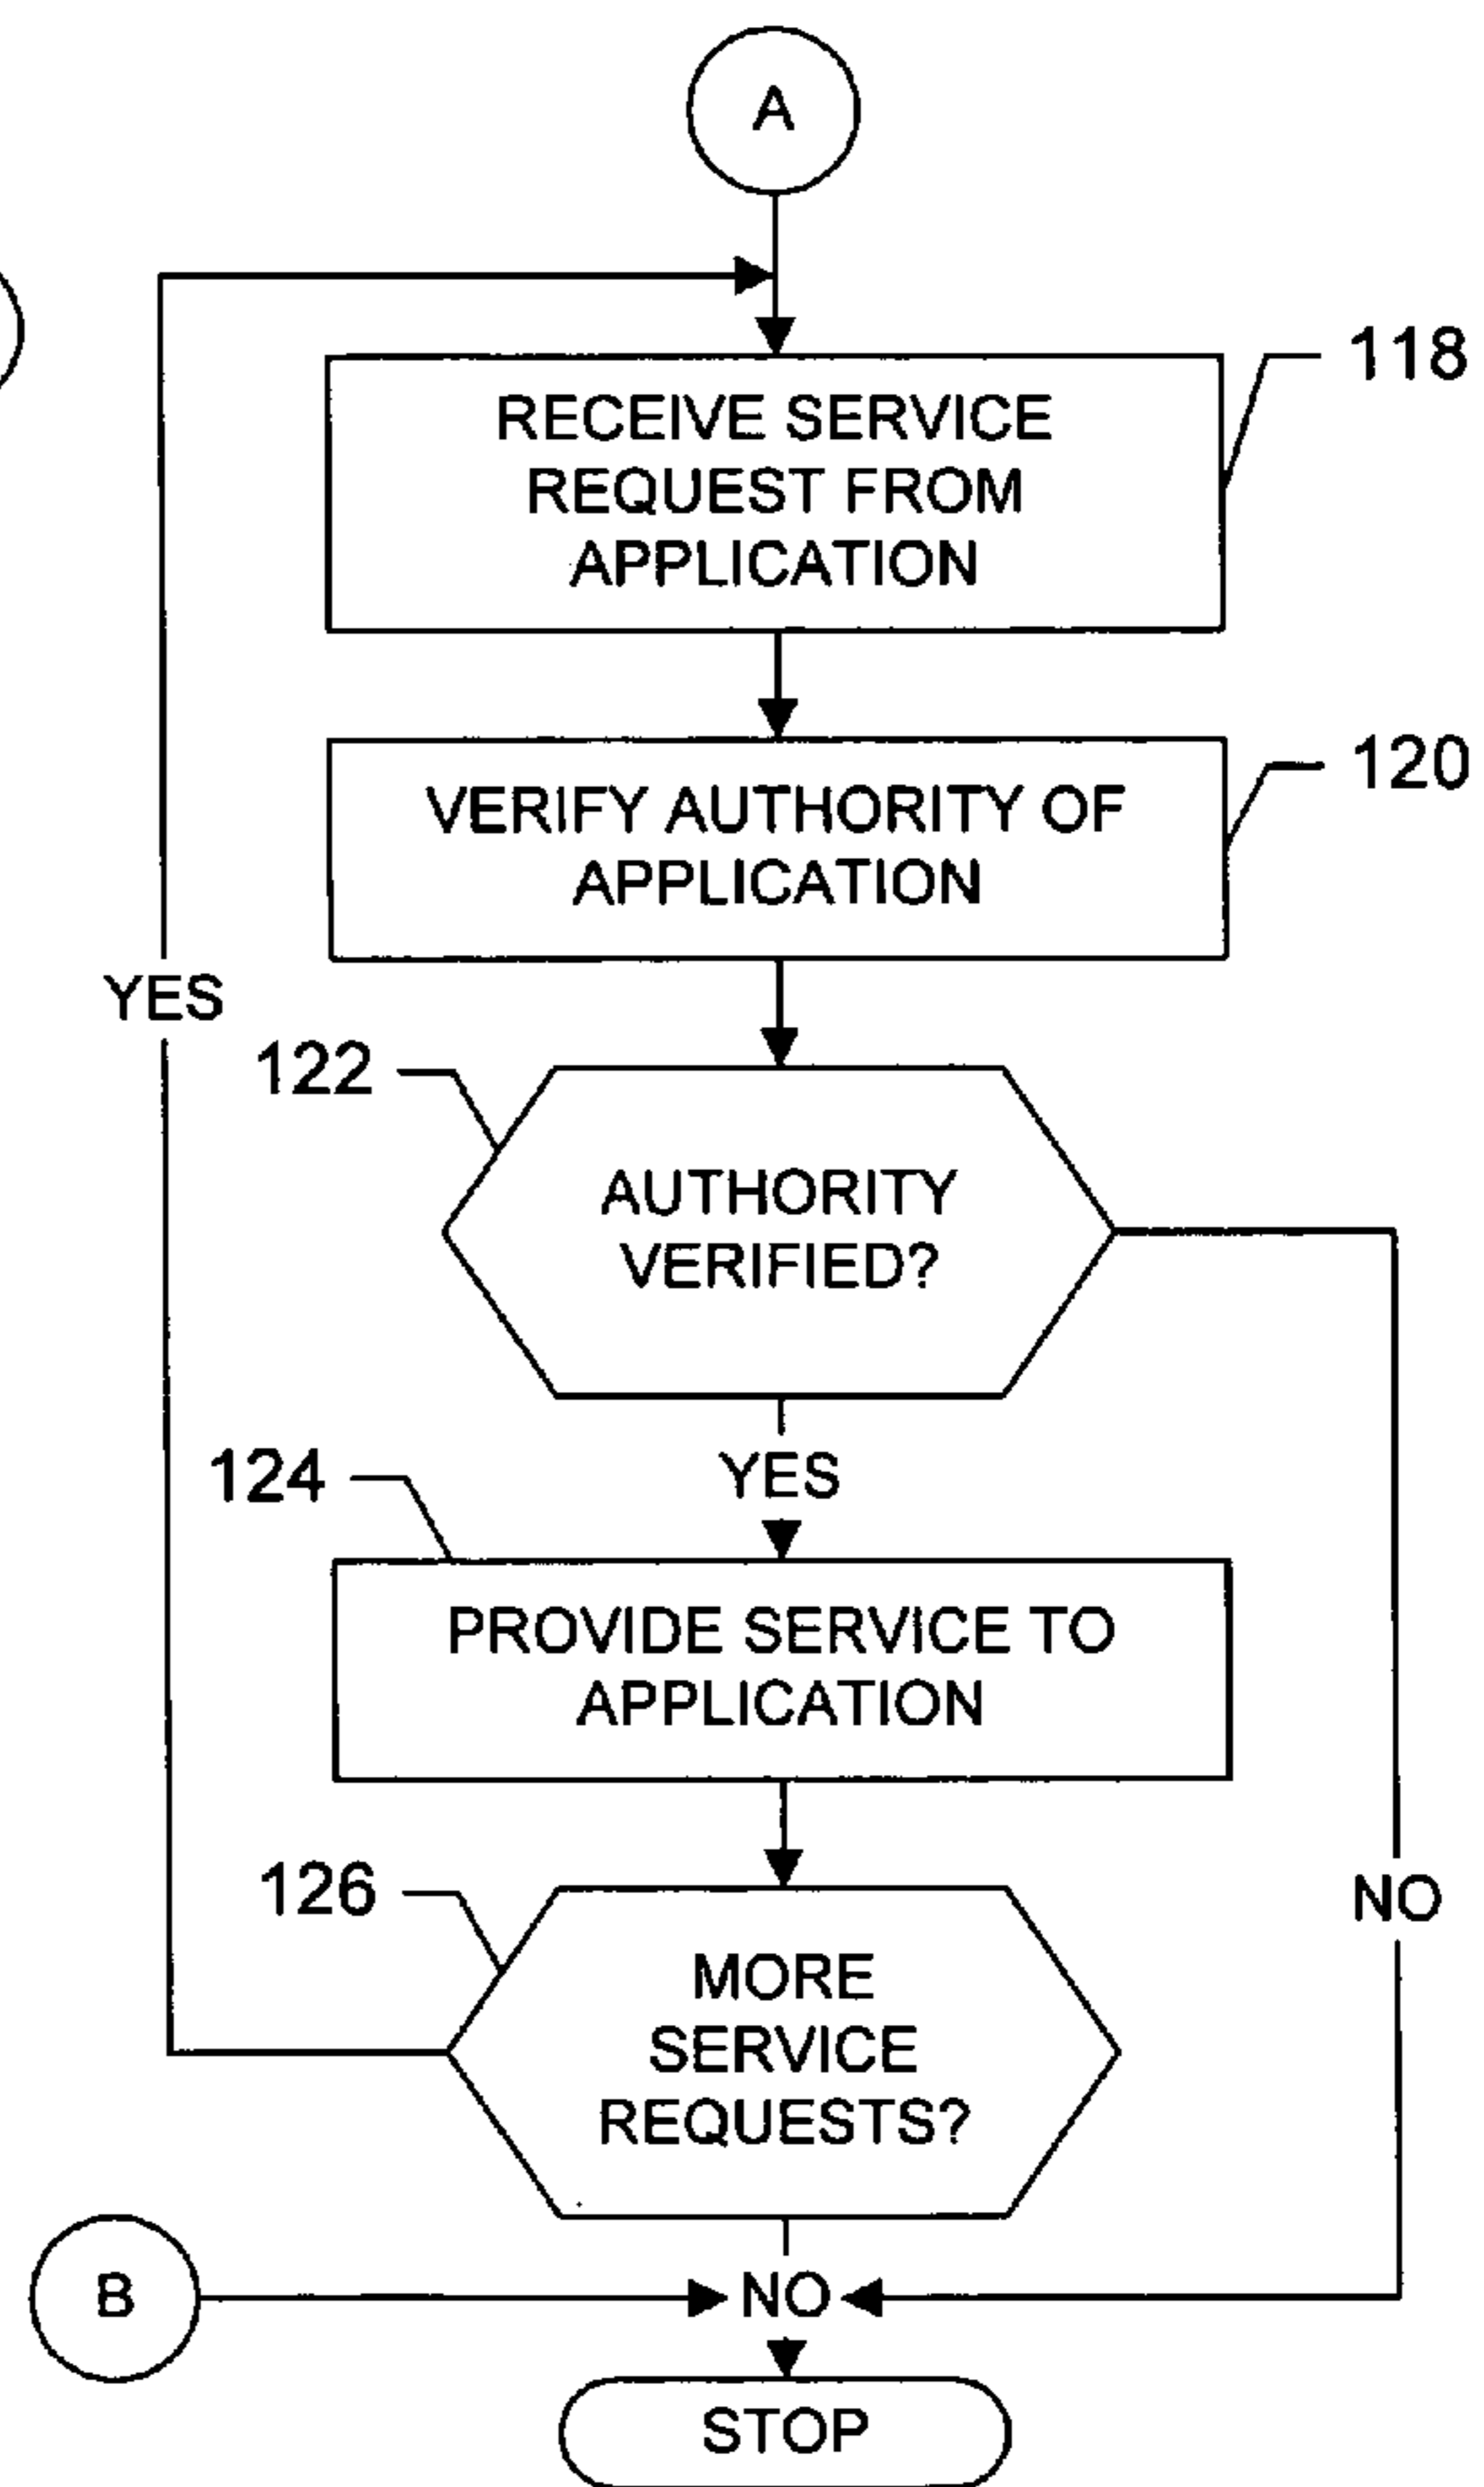 A
118
RECEIVE SERVICE
REQUEST FROM
APPLICATION
120
VERIFY AUTHORITY OF
APPLICATION
YES
122
AUTHORITY
VERIFIED?
124
YES
PROVIDE SERVICE TO
APPLICATION
126
NO
MORE
SERVICE
REQUESTS?
B
NO
STOP